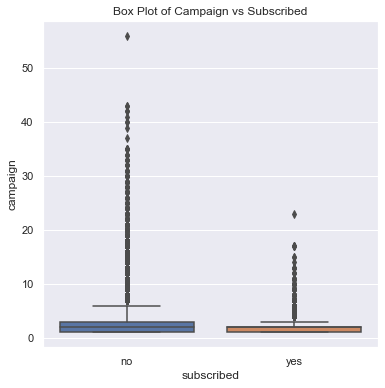 Box Plot of Campaign vs Subscribed
50
40
30
20
10
0
campaign
no
yes
subscribed